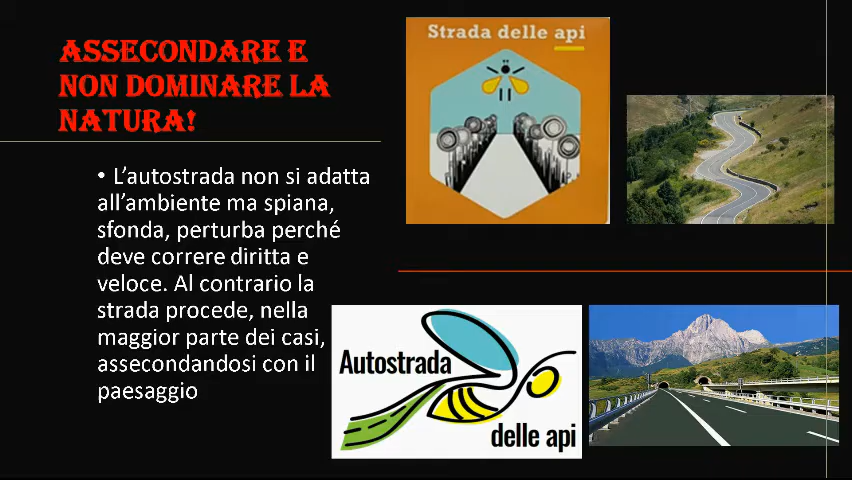 ASSECONDARE E
NON DOMINARE LA
NATURA!
• L'autostrada non si adatta
all'ambiente ma spiana,
sfonda, perturba perché
deve correre diritta e
veloce. Al contrario la
strada procede, nella
maggior parte dei casi,
assecondandosi con il
paesaggio
Strada delle api
Autostrada
delle api